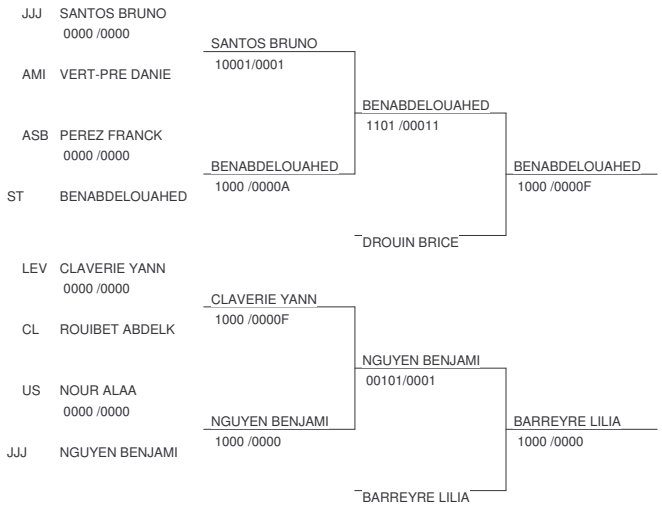 JJJ SANTOS BRUNO
0000 /0000
SANTOS BRUNO
10001/0001
AMI VERT-PRE DANIE
BENABDELOUAHED
1101 /00011
ASB PEREZ FRANCK
0000 /0000
BENABDELOUAHED
1000 /0000A
BENABDELOUAHED
1000 /0000F
ST BENABDELOUAHED
DROUIN BRICE
LEV CLAVERIE YANN
0000 /0000
CLAVERIE YANN
1000 /0000F
CL ROUIBET ABDELK
NGUYEN BENJAMI
00101/0001
US NOUR ALAA
0000 /0000
NGUYEN BENJAMI
1000 /0000
BARREYRE LILIA
1000 /0000
JJJ NGUYEN BENJAMI
BARREYRE LILIA